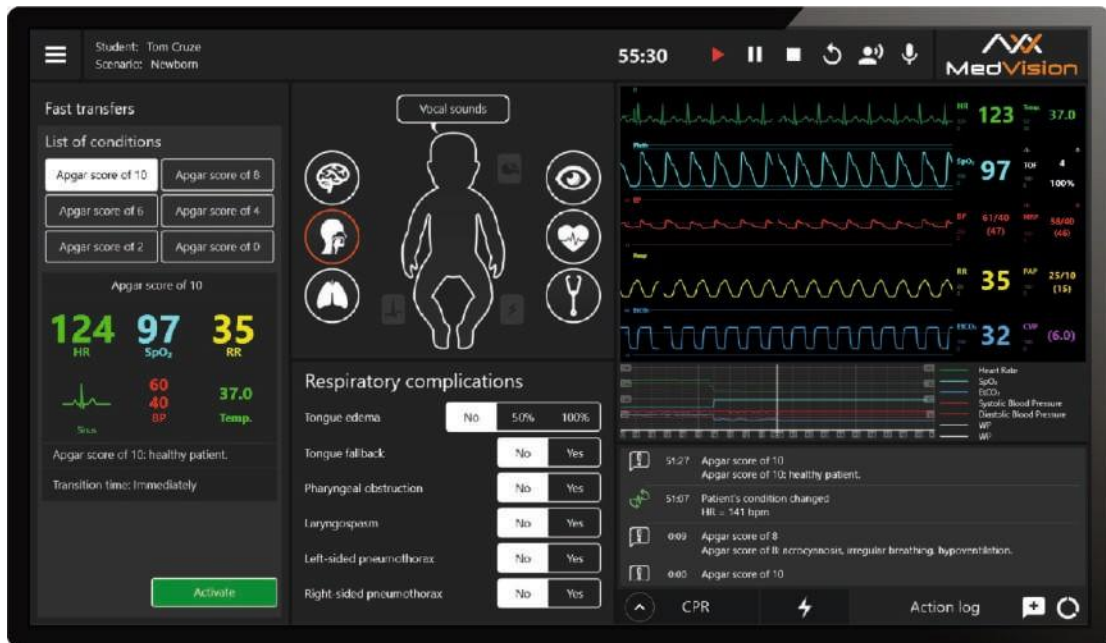 Student: Tom Cruze
Scenario: Newborn
55:30
MedVision
Fast transfers
List of conditions
Apgar score of 10
Apgar score of 8
Apgar score of 6
Apgar score of 4
Apgar score of 2
Apgar score of 0
Apgar score of 10
124
HR
97
SpO₂
35
RR
Sinus
60
40
BP
37.0
Temp.
Apgar score of 10: healthy patient.
Transition time: Immediately
Activate
Vocal sounds
Respiratory complications
Tongue edema No 50% 100%
Tongue fallback No Yes
Pharyngeal obstruction No Yes
Laryngospasm No Yes
Left-sided pneumothorax No Yes
Right-sided pneumothorax No Yes
II
HR 123 Temp 37.0
Pleth
SpO₂ 97 TOF 4
100%
BP
BP 61/40
(47)
58/40
(46)
Resp
RR 35 PAP 25/10
(15)
EtCO₂
EtCO₂ 32 CVP (6.0)
Heart Rate
SpO₂
EtCO₂
Systolic Blood Pressure
Diastolic Blood Pressure
51:27 Apgar score of 10
Apgar score of 10: healthy patient.
51:07 Patient's condition changed
HR = 141 bpm
0:09 Apgar score of 8
Apgar score of 8: acrocyanosis, irregular breathing, hypoventilation.
0:00 Apgar score of 10
CPR
Action log